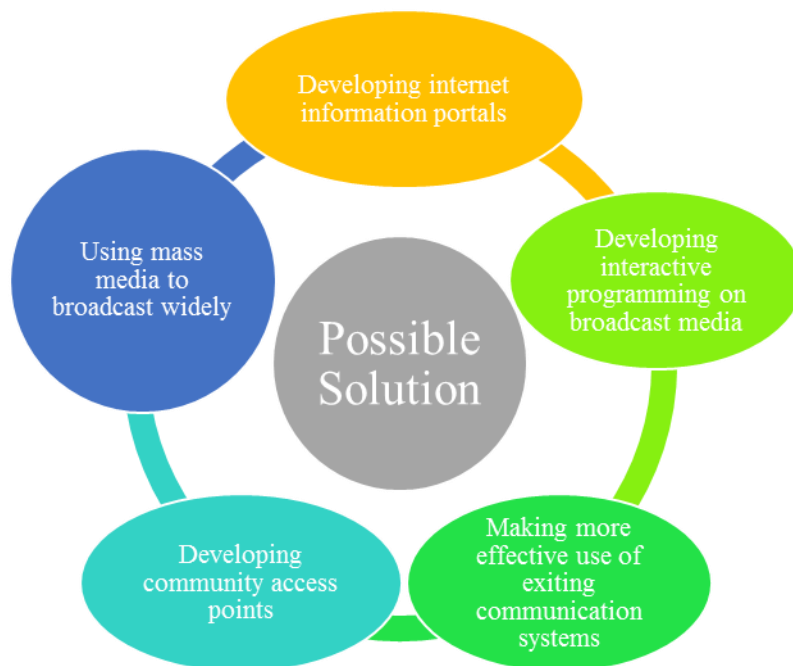 Developing internet
information portals
Developing
interactive
programming on
broadcast media
Making more
effective use of
exiting
communication
systems
Developing
community access
points
Using mass
media to
broadcast widely
Possible
Solution